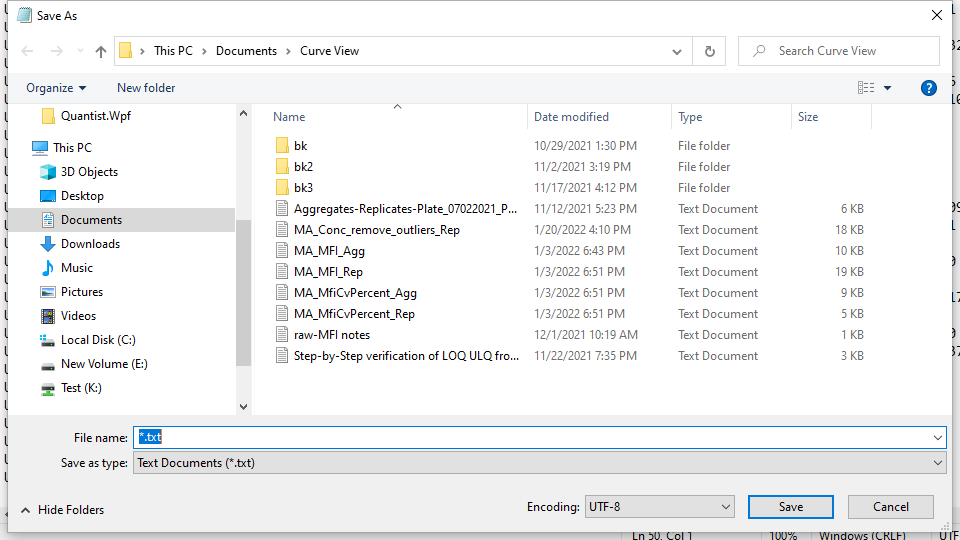 Save As
This PC > Documents > Curve View
Search Curve View
Organize
New folder
?
Quantist.Wpf
This PC
3D Objects
Desktop
Documents
Downloads
Music
Pictures
Videos
Local Disk (C:)
New Volume (E:)
Test (K:)
Name Date modified Type Size
bk 10/29/2021 1:30 PM File folder
bk2 11/2/2021 3:19 PM File folder
bk3 11/17/2021 4:12 PM File folder
Aggregates-Replicates-Plate_07022021_P... 11/12/2021 5:23 PM Text Document 6 KB
MA_Conc_remove_outliers_Rep 1/20/2022 4:10 PM Text Document 18 KB
MA_MFI_Agg 1/3/2022 6:43 PM Text Document 10 KB
MA_MFI_Rep 1/3/2022 6:51 PM Text Document 19 KB
MA_MfiCvPercent_Agg 1/3/2022 6:51 PM Text Document 9 KB
MA_MfiCvPercent_Rep 1/3/2022 6:51 PM Text Document 5 KB
raw-MFI notes 12/1/2021 10:19 AM Text Document 1 KB
Step-by-Step verification of LOQ ULQ fro... 11/22/2021 7:35 PM Text Document 3 KB
File name: *.txt
Save as type: Text Documents (*.txt)
Hide Folders
Encoding: UTF-8
Save
Cancel
Ln 50, Col 1 100% Windows (CRLF) UTF